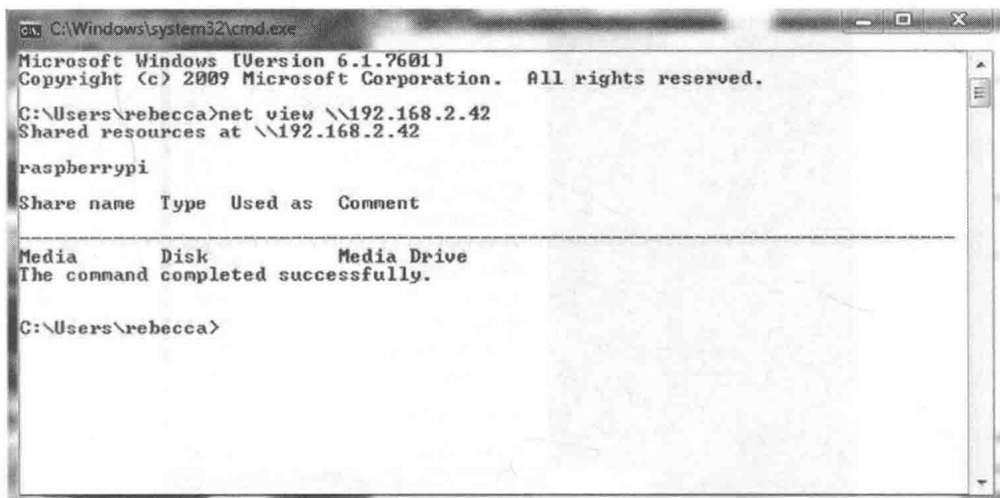 C:\Windows\system32\cmd.exe
Microsoft Windows [Version 6.1.7601]
Copyright (c) 2009 Microsoft Corporation.  All rights reserved.
C:\Users\rebecca>net view \\192.168.2.42
Shared resources at \\192.168.2.42
raspberrypi
Share name  Type  Used as  Comment
-------------------------------------------------------------------------------
Media       Disk           Media Drive
The command completed successfully.
C:\Users\rebecca>